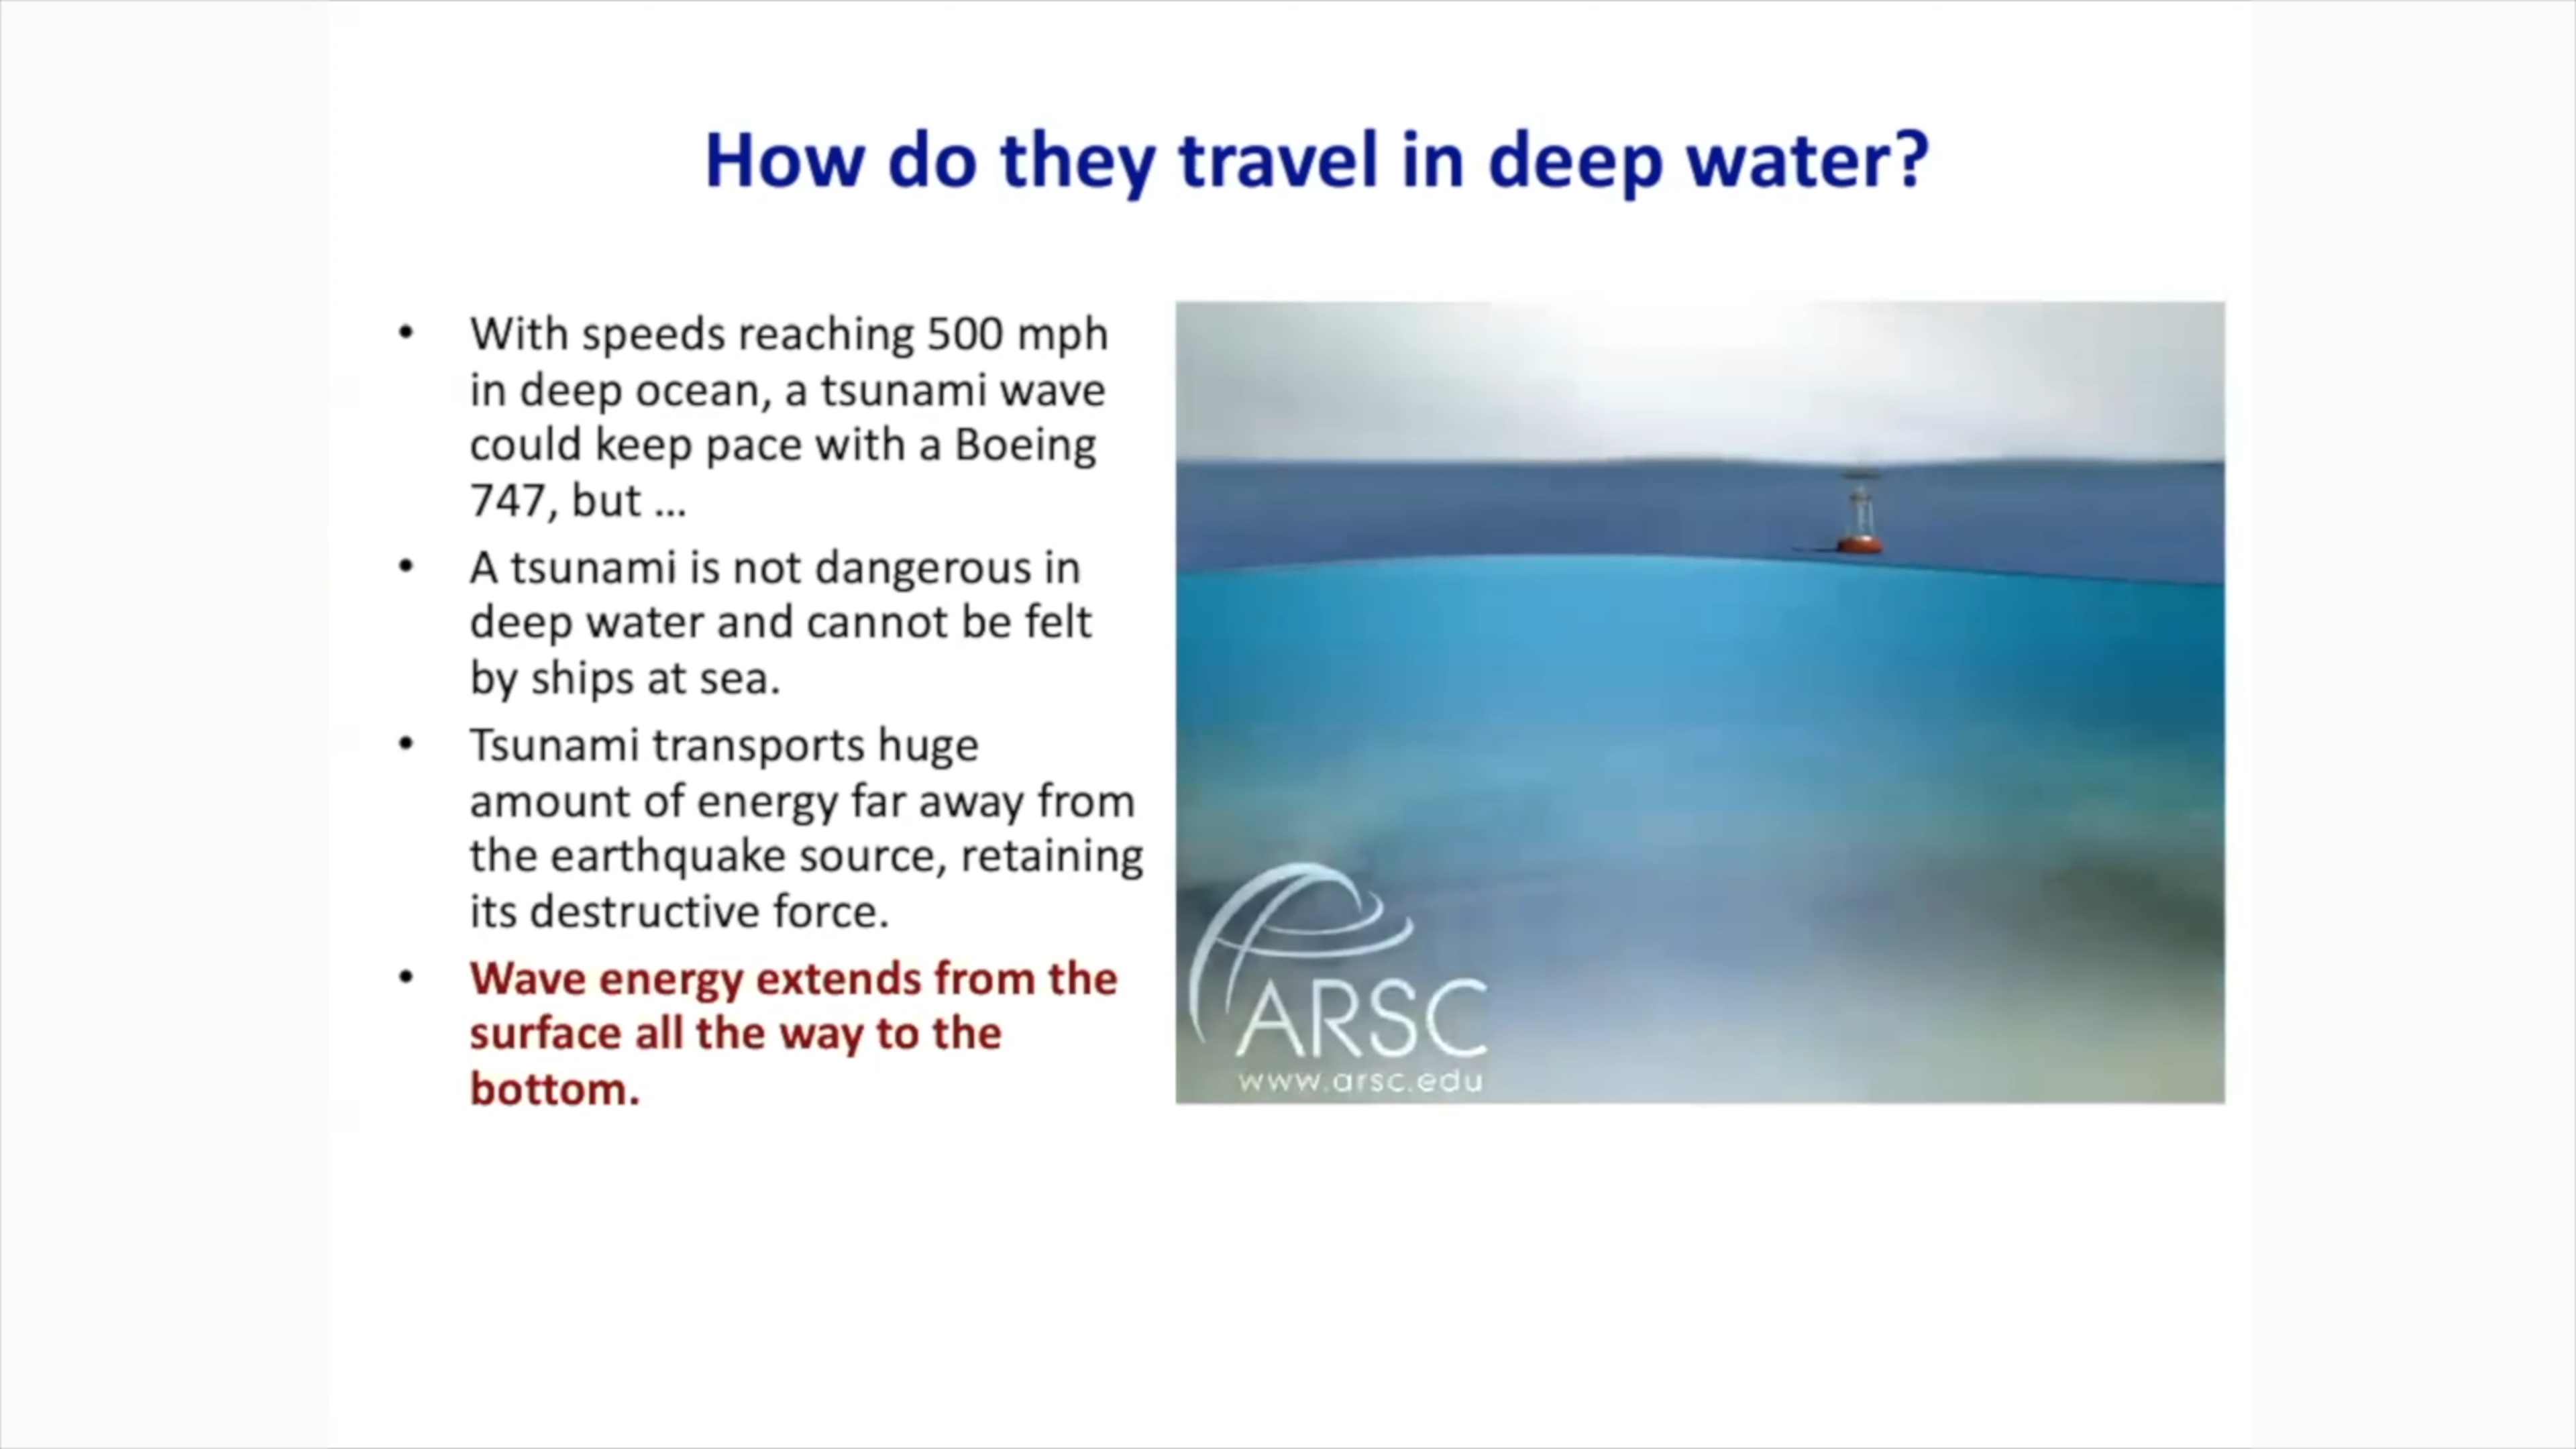 How do they travel in deep water?
• With speeds reaching 500 mph
in deep ocean, a tsunami wave
could keep pace with a Boeing
747, but ...
• A tsunami is not dangerous in
deep water and cannot be felt
by ships at sea.
• Tsunami transports huge
amount of energy far away from
the earthquake source, retaining
its destructive force.
• Wave energy extends from the
surface all the way to the
bottom.
ARSC
www.arsc.edu